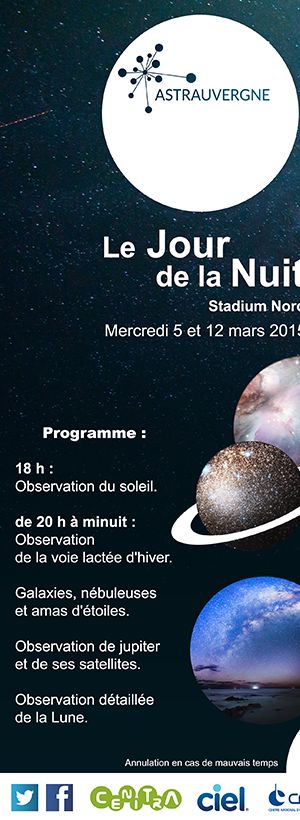 ASTRAUVERGNE
Le Jour
de la Nuit
Stadium Nord
Mercredi 5 et 12 mars 2015
Programme :
18 h :
Observation du soleil.
de 20 h à minuit :
Observation
de la voie lactée d'hiver.
Galaxies, nébuleuses
et amas d'étoiles.
Observation de jupiter
et de ses satellites.
Observation détaillée
de la Lune.
Annulation en cas de mauvais temps
CENTRA
ciel